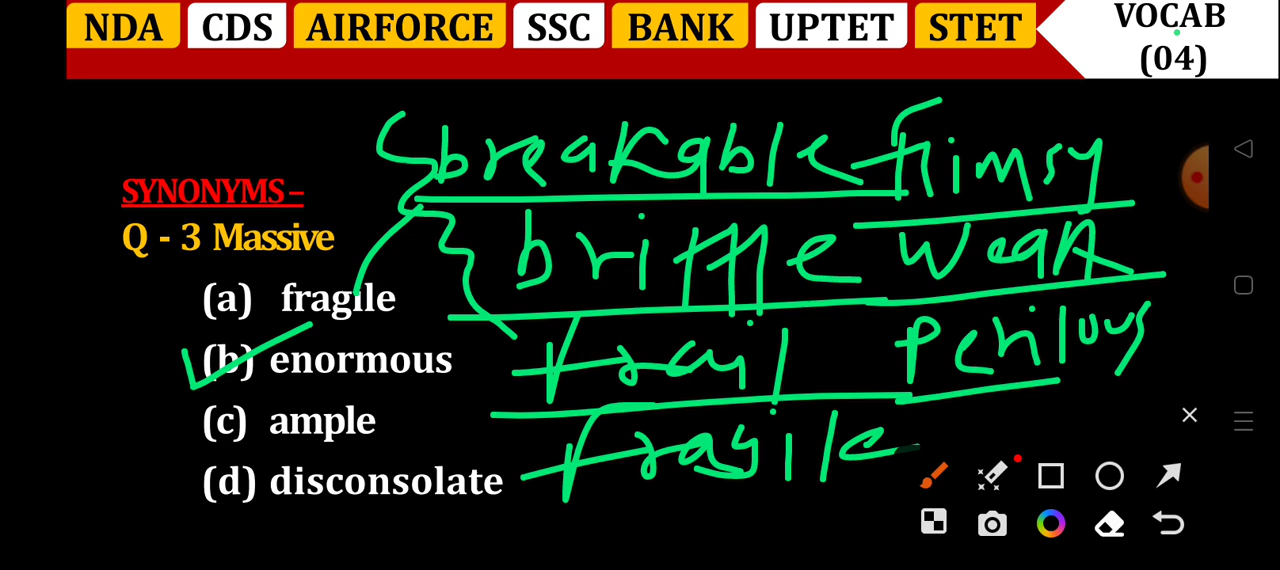 NDA CDS AIRFORCE SSC BANK UPTET STET
VOCAB
(04)
breakable flimsy
SYNONYMS –
Q - 3 Massive
brittle weak
(a) fragile
(b) enormous
frail perilous
(c) ample
fragile
(d) disconsolate